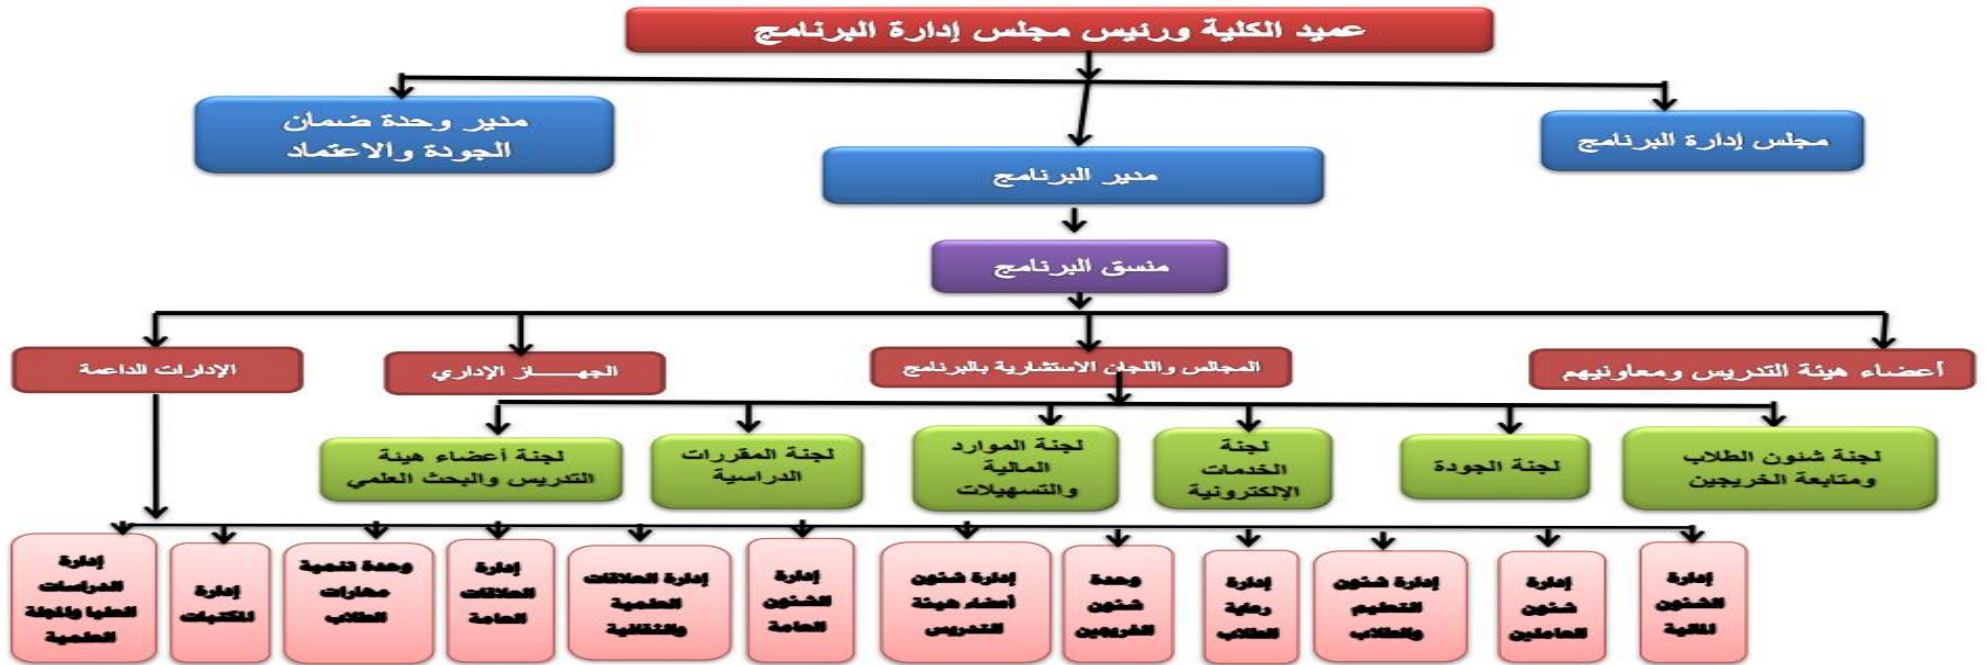 عميد الكلية ورئيس مجلس إدارة البرنامج
مجلس إدارة البرنامج
مدير البرنامج
مدير وحدة ضمان
الجودة والاعتماد
منسق البرنامج
أعضاء هيئة التدريس ومعاونيهم
المجالس واللجان الاستشارية بالبرنامج
الجهـــــاز الإداري
الإدارات الداعمة
لجنة شئون الطلاب
ومتابعة الخريجين
لجنة الجودة
لجنة
الخدمات
الإلكترونية
لجنة الموارد
المالية
والتسهيلات
لجنة المقررات
الدراسية
لجنة أعضاء هيئة
التدريس والبحث العلمي
إدارة
الشئون
المالية
إدارة
شئون
العاملين
إدارة شئون
التعليم
والطلاب
إدارة
رعاية
الطلاب
وحدة
شئون
الخريجين
إدارة شئون
أعضاء هيئة
التدريس
إدارة
الشئون
العامة
إدارة العلاقات
العلمية
والثقافية
إدارة
العلاقات
العامة
وحدة تنمية
مهارات
الطلاب
إدارة
المكتبات
إدارة
الدراسات
العليا والمجلة
العلمية